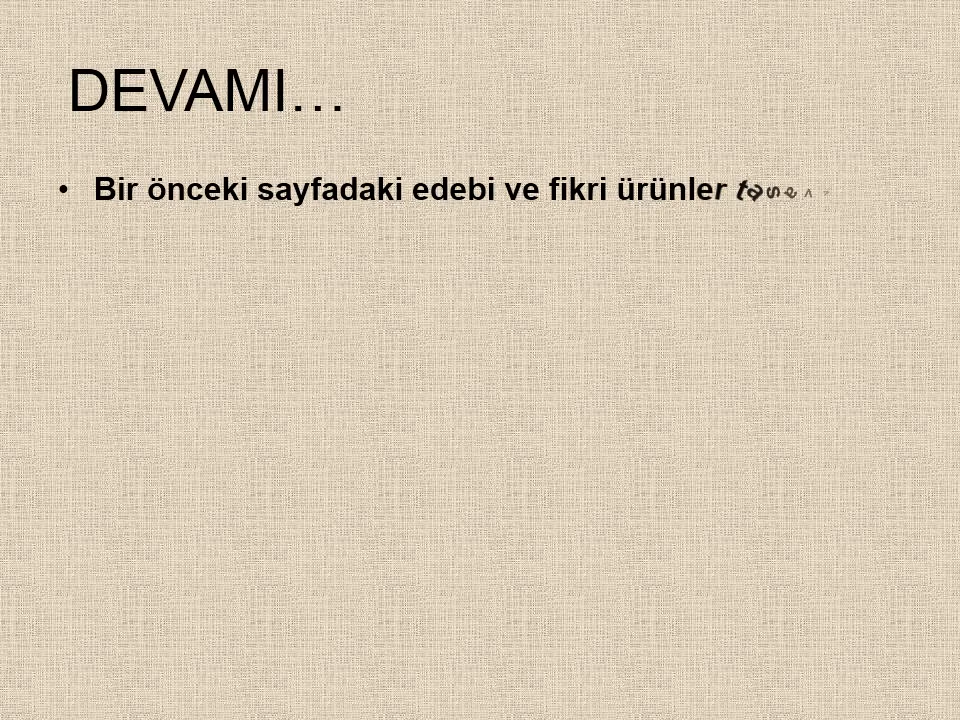 DEVAMI…
• Bir önceki sayfadaki edebi ve fikri ürünler